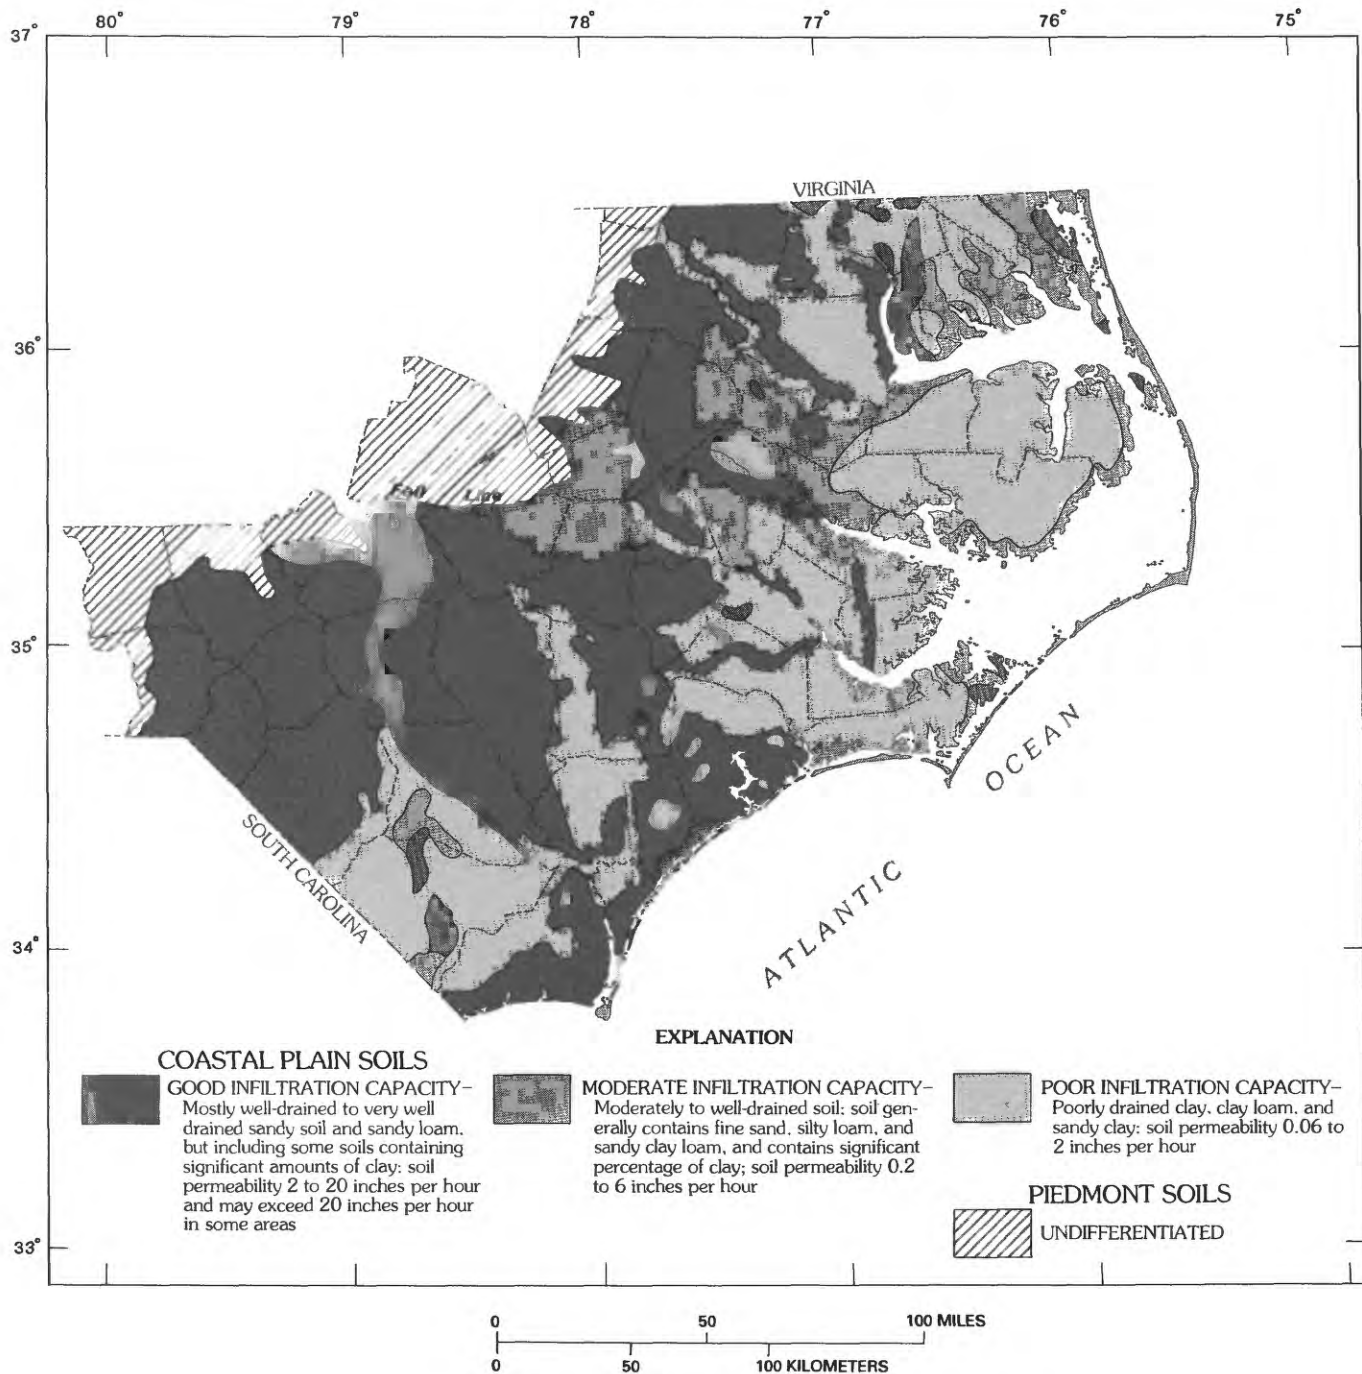 80° 79° 78° 77° 76° 75°
37°
VIRGINIA
36°
Fall Line
35°
OCEAN
SOUTH CAROLINA
ATLANTIC
34°
EXPLANATION
COASTAL PLAIN SOILS
GOOD INFILTRATION CAPACITY–
Mostly well-drained to very well
drained sandy soil and sandy loam,
but including some soils containing
significant amounts of clay: soil
permeability 2 to 20 inches per hour
and may exceed 20 inches per hour
in some areas
MODERATE INFILTRATION CAPACITY–
Moderately to well-drained soil: soil gen-
erally contains fine sand, silty loam, and
sandy clay loam, and contains significant
percentage of clay; soil permeability 0.2
to 6 inches per hour
POOR INFILTRATION CAPACITY–
Poorly drained clay, clay loam, and
sandy clay: soil permeability 0.06 to
2 inches per hour
PIEDMONT SOILS
UNDIFFERENTIATED
33°
0 50 100 MILES
0 50 100 KILOMETERS